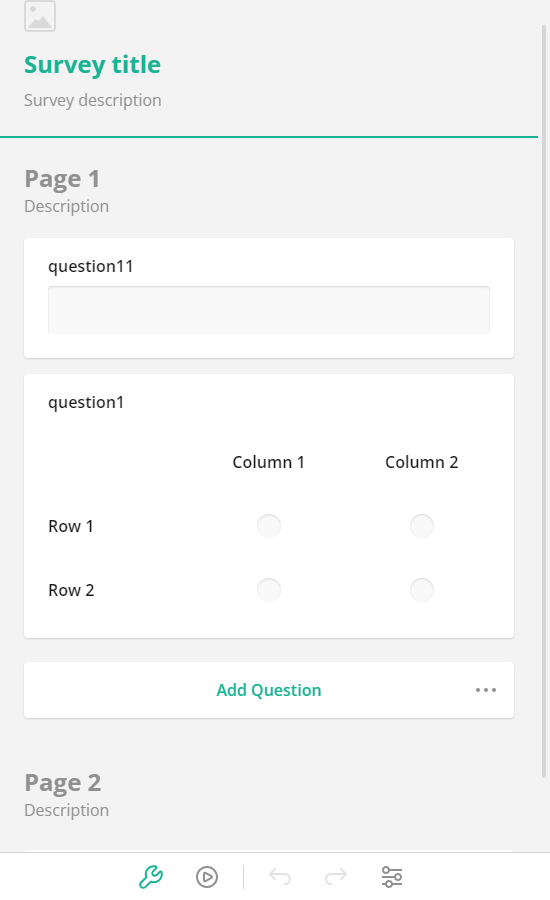 Survey title
Survey description
Page 1
Description
question11
question1
Column 1 Column 2
Row 1
Row 2
Add Question
Page 2
Description